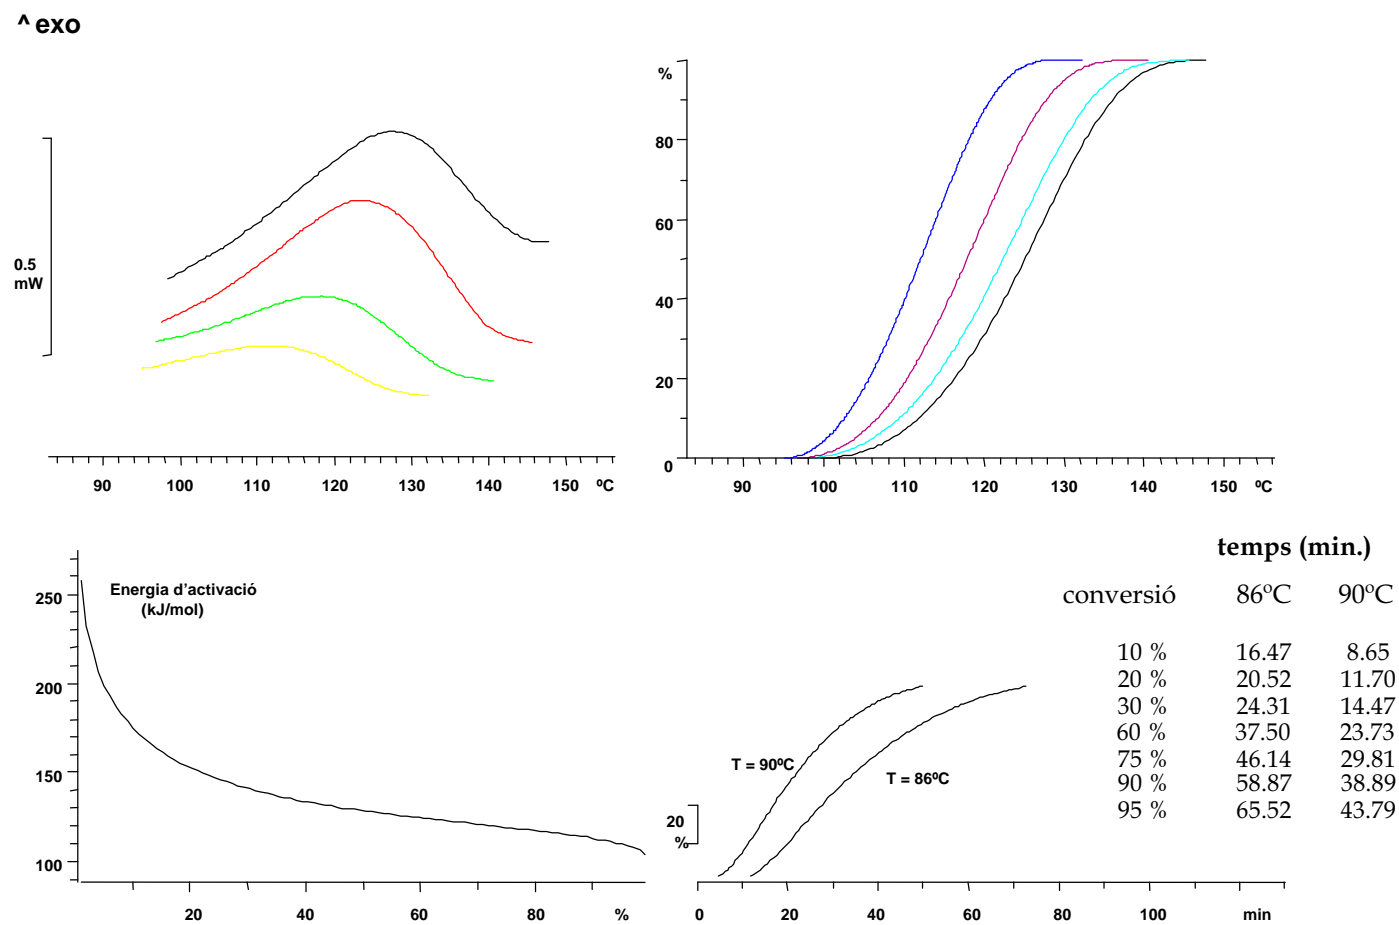 ^ exo
0.5
mW
90 100 110 120 130 140 150 ºC
%
80
60
40
20
0
90 100 110 120 130 140 150 ºC
250
200
150
100
Energia d'activació
(kJ/mol)
20 40 60 80 %
T = 90ºC
T = 86ºC
20
%
0 20 40 60 80 100 min
temps (min.)
conversió 86ºC 90ºC
10 % 16.47 8.65
20 % 20.52 11.70
30 % 24.31 14.47
60 % 37.50 23.73
75 % 46.14 29.81
90 % 58.87 38.89
95 % 65.52 43.79